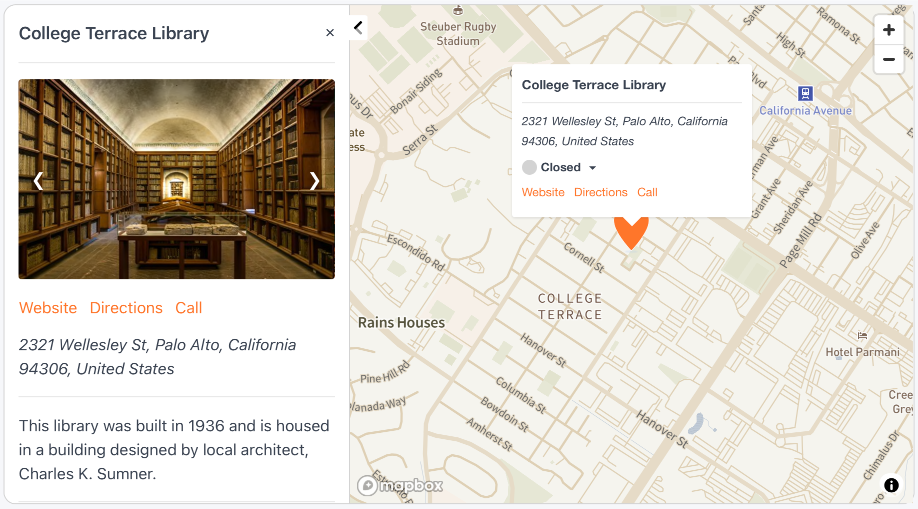 College Terrace Library
×
Website Directions Call
2321 Wellesley St, Palo Alto, California
94306, United States
This library was built in 1936 and is housed
in a building designed by local architect,
Charles K. Sumner.
Steuber Rugby
Stadium
Ramona St
High St
Bonair Siding
Serra St
California Avenue
College Terrace Library
2321 Wellesley St, Palo Alto, California
94306, United States
Closed
Website Directions Call
Grant Ave
Sheridan Ave
Page Mill Rd
Olive Ave
Escondido Rd
Cornell St
COLLEGE
TERRACE
Rains Houses
Hanover St
Hotel Parmani
Pine Hill Rd
Columbia St
Bowdoin St
Amherst St
Hanover St
Chimalus Dr
mapbox